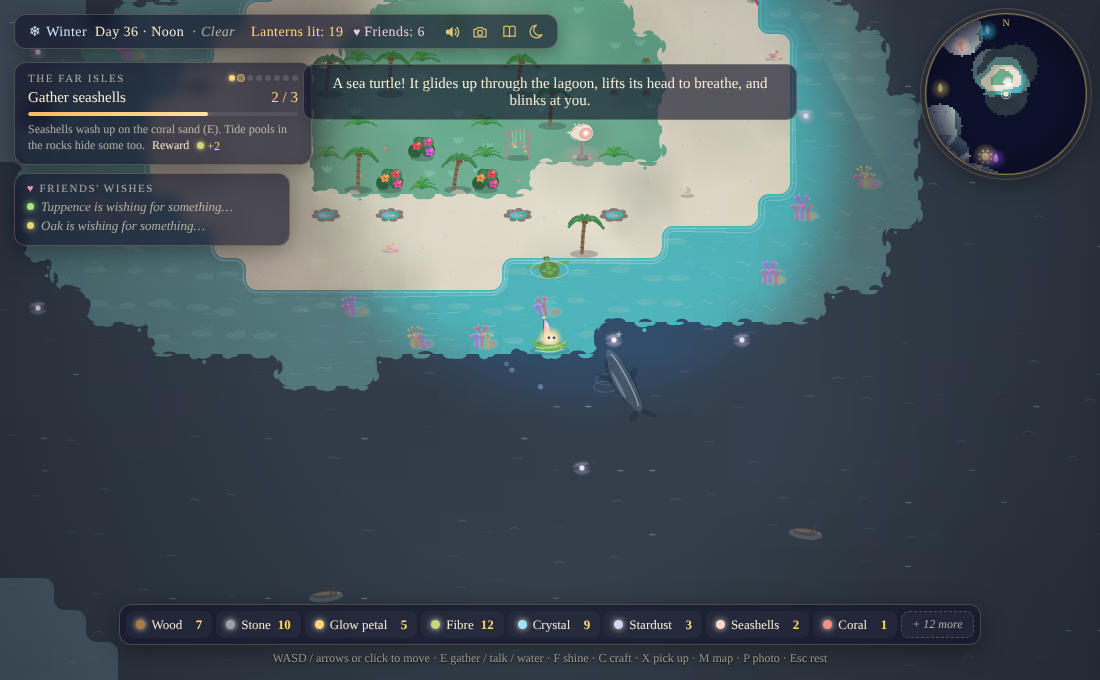 Winter Day 36 · Noon · Clear Lanterns lit: 19 ♥ Friends: 6
N
THE FAR ISLES
Gather seashells 2 / 3
Seashells wash up on the coral sand (E). Tide pools in
the rocks hide some too. Reward +2
A sea turtle! It glides up through the lagoon, lifts its head to breathe, and
blinks at you.
♥ FRIENDS' WISHES
Tuppence is wishing for something…
Oak is wishing for something…
Wood 7 Stone 10 Glow petal 5 Fibre 12 Crystal 9 Stardust 3 Seashells 2 Coral 1 + 12 more
WASD / arrows or click to move · E gather / talk / water · F shine · C craft · X pick up · M map · P photo · Esc rest